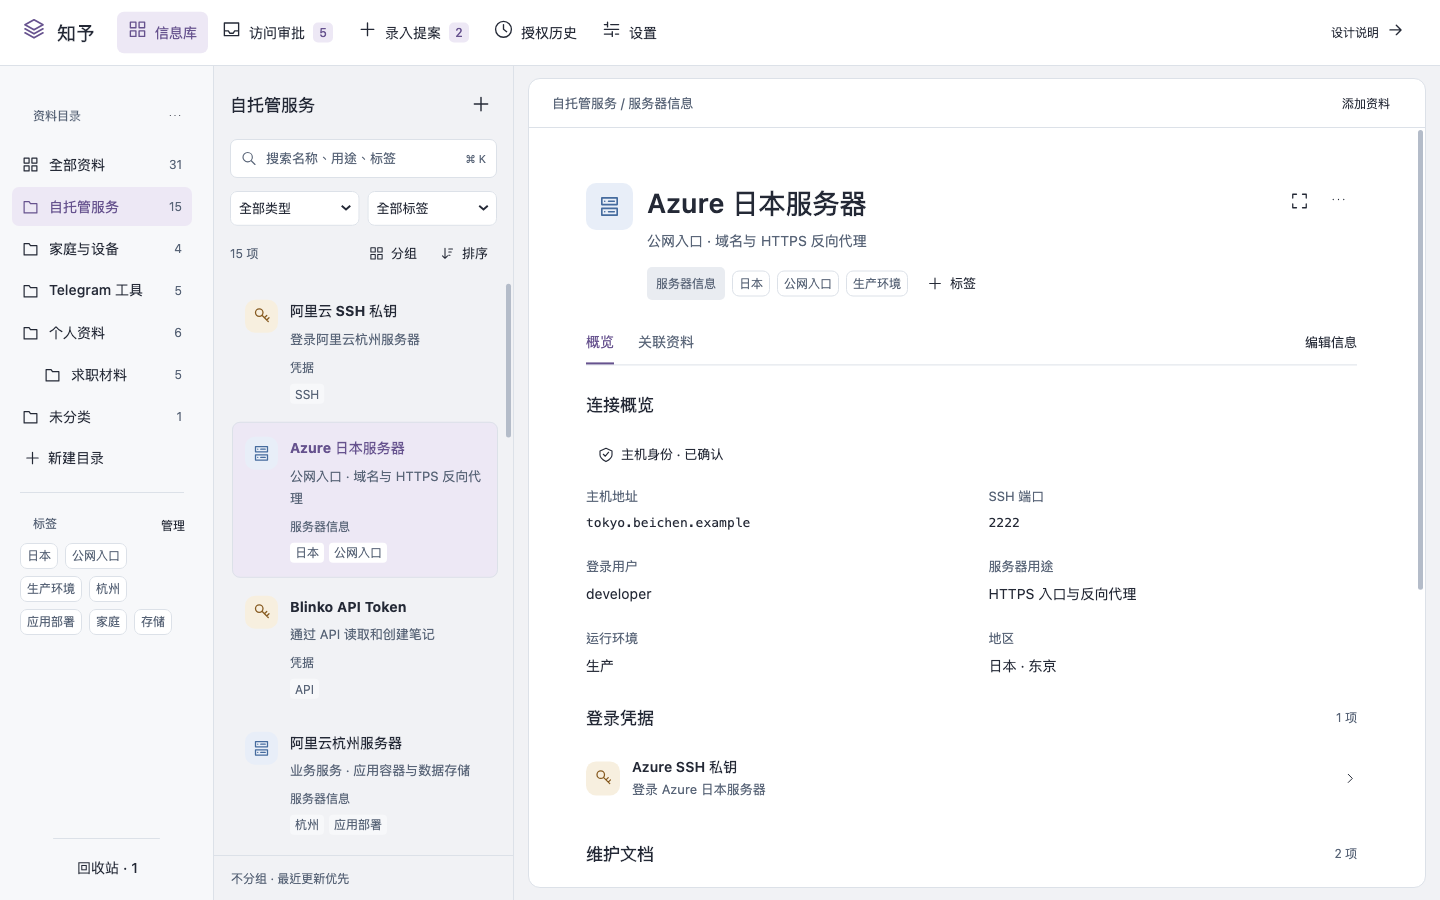 知予
信息库
访问审批 5
录入提案 2
授权历史
设置
设计说明
资料目录 ···
全部资料 31
自托管服务 15
家庭与设备 4
Telegram 工具 5
个人资料 6
求职材料 5
未分类 1
新建目录
标签 管理
日本 公网入口
生产环境 杭州
应用部署 家庭 存储
回收站 · 1
自托管服务
搜索名称、用途、标签 ⌘ K
全部类型 全部标签
15 项 分组 排序
阿里云 SSH 私钥
登录阿里云杭州服务器
凭据
SSH
Azure 日本服务器
公网入口 · 域名与 HTTPS 反向代
理
服务器信息
日本 公网入口
Blinko API Token
通过 API 读取和创建笔记
凭据
API
阿里云杭州服务器
业务服务 · 应用容器与数据存储
服务器信息
杭州 应用部署
不分组 · 最近更新优先
自托管服务 / 服务器信息 添加资料
Azure 日本服务器 ···
公网入口 · 域名与 HTTPS 反向代理
服务器信息 日本 公网入口 生产环境 标签
概览 关联资料 编辑信息
连接概览
主机身份 · 已确认
主机地址 SSH 端口
tokyo.beichen.example 2222
登录用户 服务器用途
developer HTTPS 入口与反向代理
运行环境 地区
生产 日本 · 东京
登录凭据 1 项
Azure SSH 私钥
登录 Azure 日本服务器
维护文档 2 项